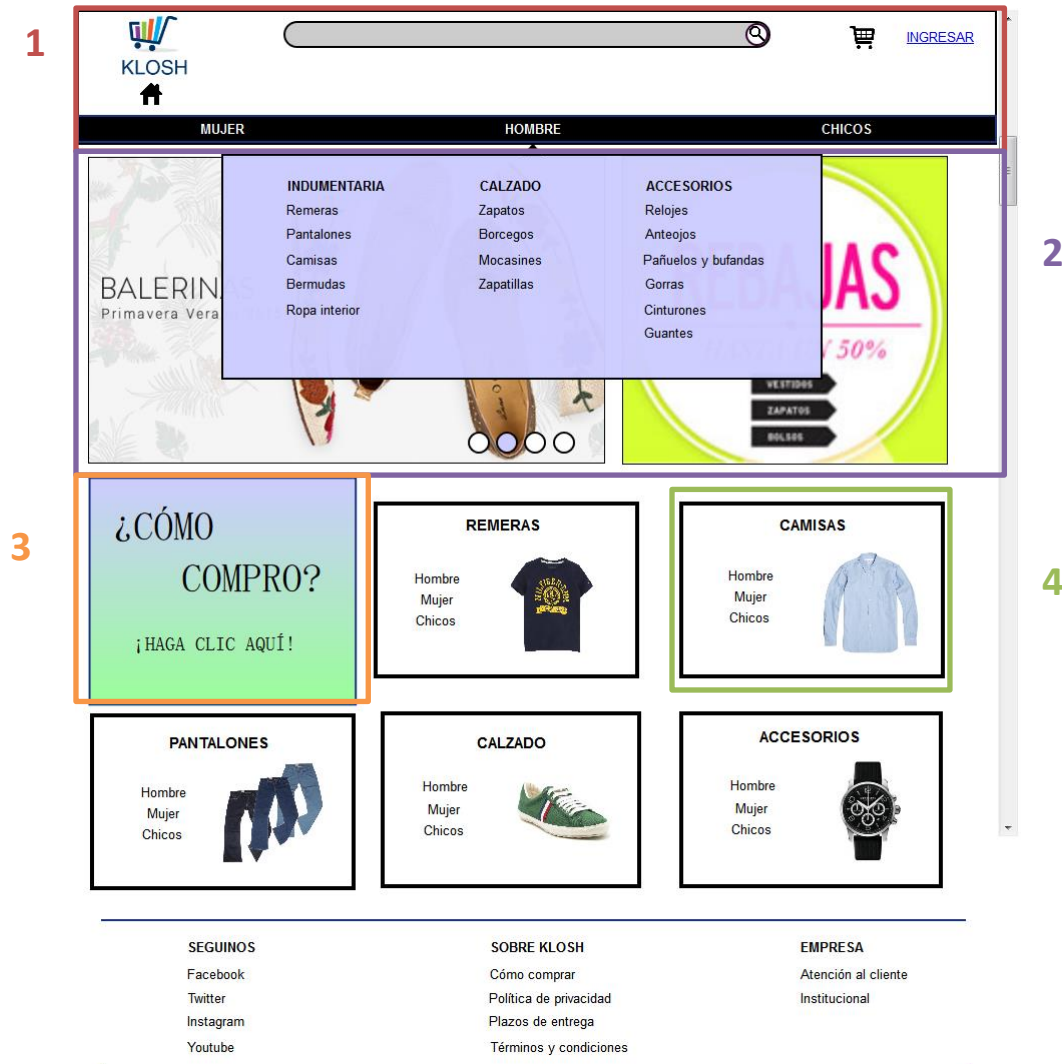 1
KLOSH
INGRESAR
MUJER HOMBRE CHICOS
2
INDUMENTARIA
Remeras
Pantalones
Camisas
Bermudas
Ropa interior
CALZADO
Zapatos
Borcegos
Mocasines
Zapatillas
ACCESORIOS
Relojes
Anteojos
Pañuelos y bufandas
Gorras
Cinturones
Guantes
BALERINAS
Primavera Vera
REBAJAS
50%
VESTIDOS
ZAPATOS
BOLSOS
3
¿CÓMO
COMPRO?
¡HAGA CLIC AQUÍ!
REMERAS
Hombre
Mujer
Chicos
4
CAMISAS
Hombre
Mujer
Chicos
PANTALONES
Hombre
Mujer
Chicos
CALZADO
Hombre
Mujer
Chicos
ACCESORIOS
Hombre
Mujer
Chicos
SEGUINOS
Facebook
Twitter
Instagram
Youtube
SOBRE KLOSH
Cómo comprar
Política de privacidad
Plazos de entrega
Términos y condiciones
EMPRESA
Atención al cliente
Institucional